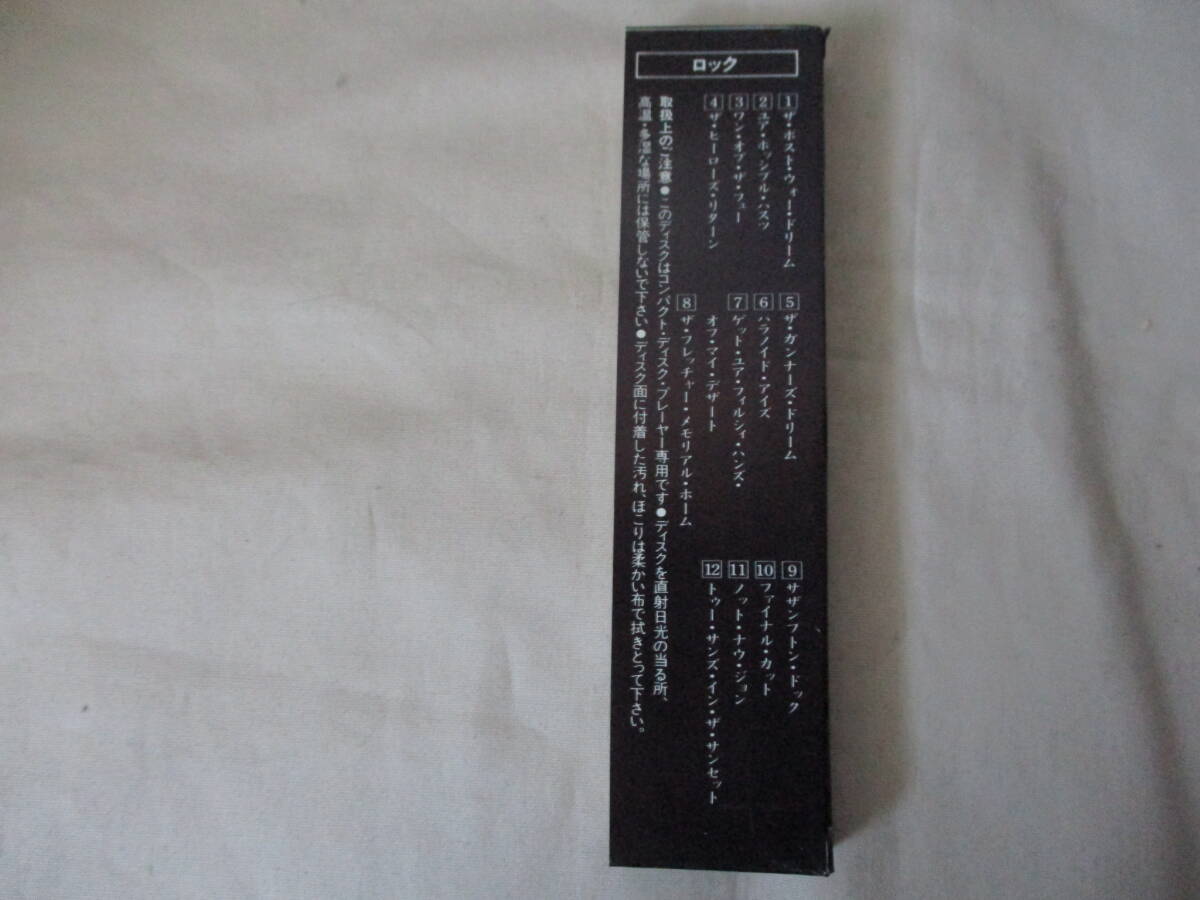 ロック
1 ザ・ポスト・ウォー・ドリーム
2 ユア・ポッシブル・パスツ
3 ワン・オブ・ザ・フュー
4 ザ・ヒーローズ・リターン
5 ザ・ガンナーズ・ドリーム
6 パラノイド・アイズ
7 ゲット・ユア・フィルシィ・ハンズ・
オフ・マイ・デザート
8 ザ・フレッチャー・メモリアル・ホーム
9 サザンプトン・ドック
10 ファイナル・カット
11 ノット・ナウ・ジョン
12 トゥー・サンズ・イン・ザ・サンセット
取扱上のご注意●このディスクはコンパクト・ディスク・プレーヤー専用です●ディスクを直射日光の当る所、
高温・多湿な場所には保管しないで下さい●ディスク面に付着した汚れ、ほこりは柔かい布で拭きとって下さい。